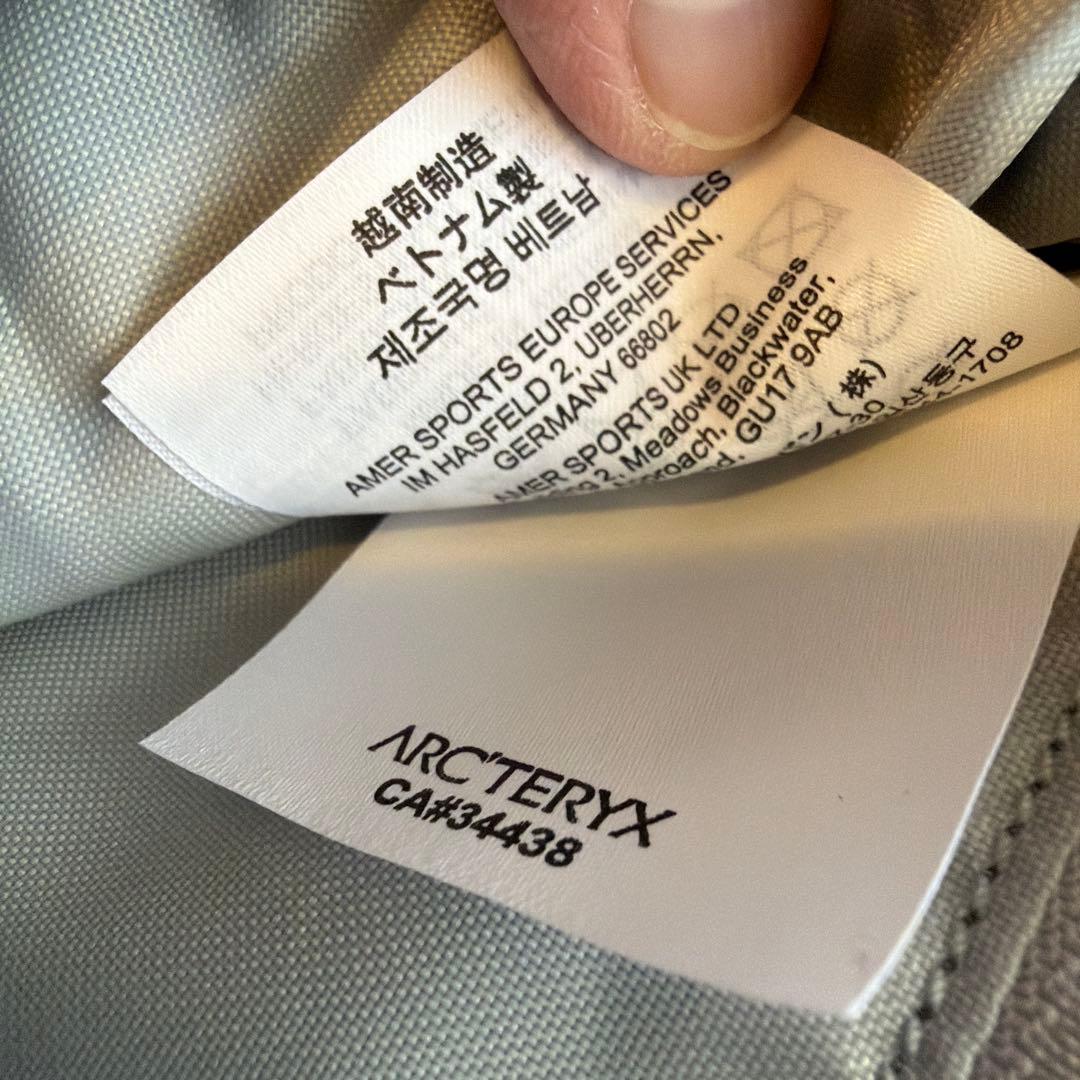 越南制造
ベトナム製
제조국명 베트남
AMER SPORTS EUROPE SERVICES
IM HASFELD 2, UBERHERRN,
GERMANY 66802
AMER SPORTS UK LTD
2, Meadows Business
Blackwater,
GU17 9AB
(株)
1708
ARC'TERYX
CA#34438